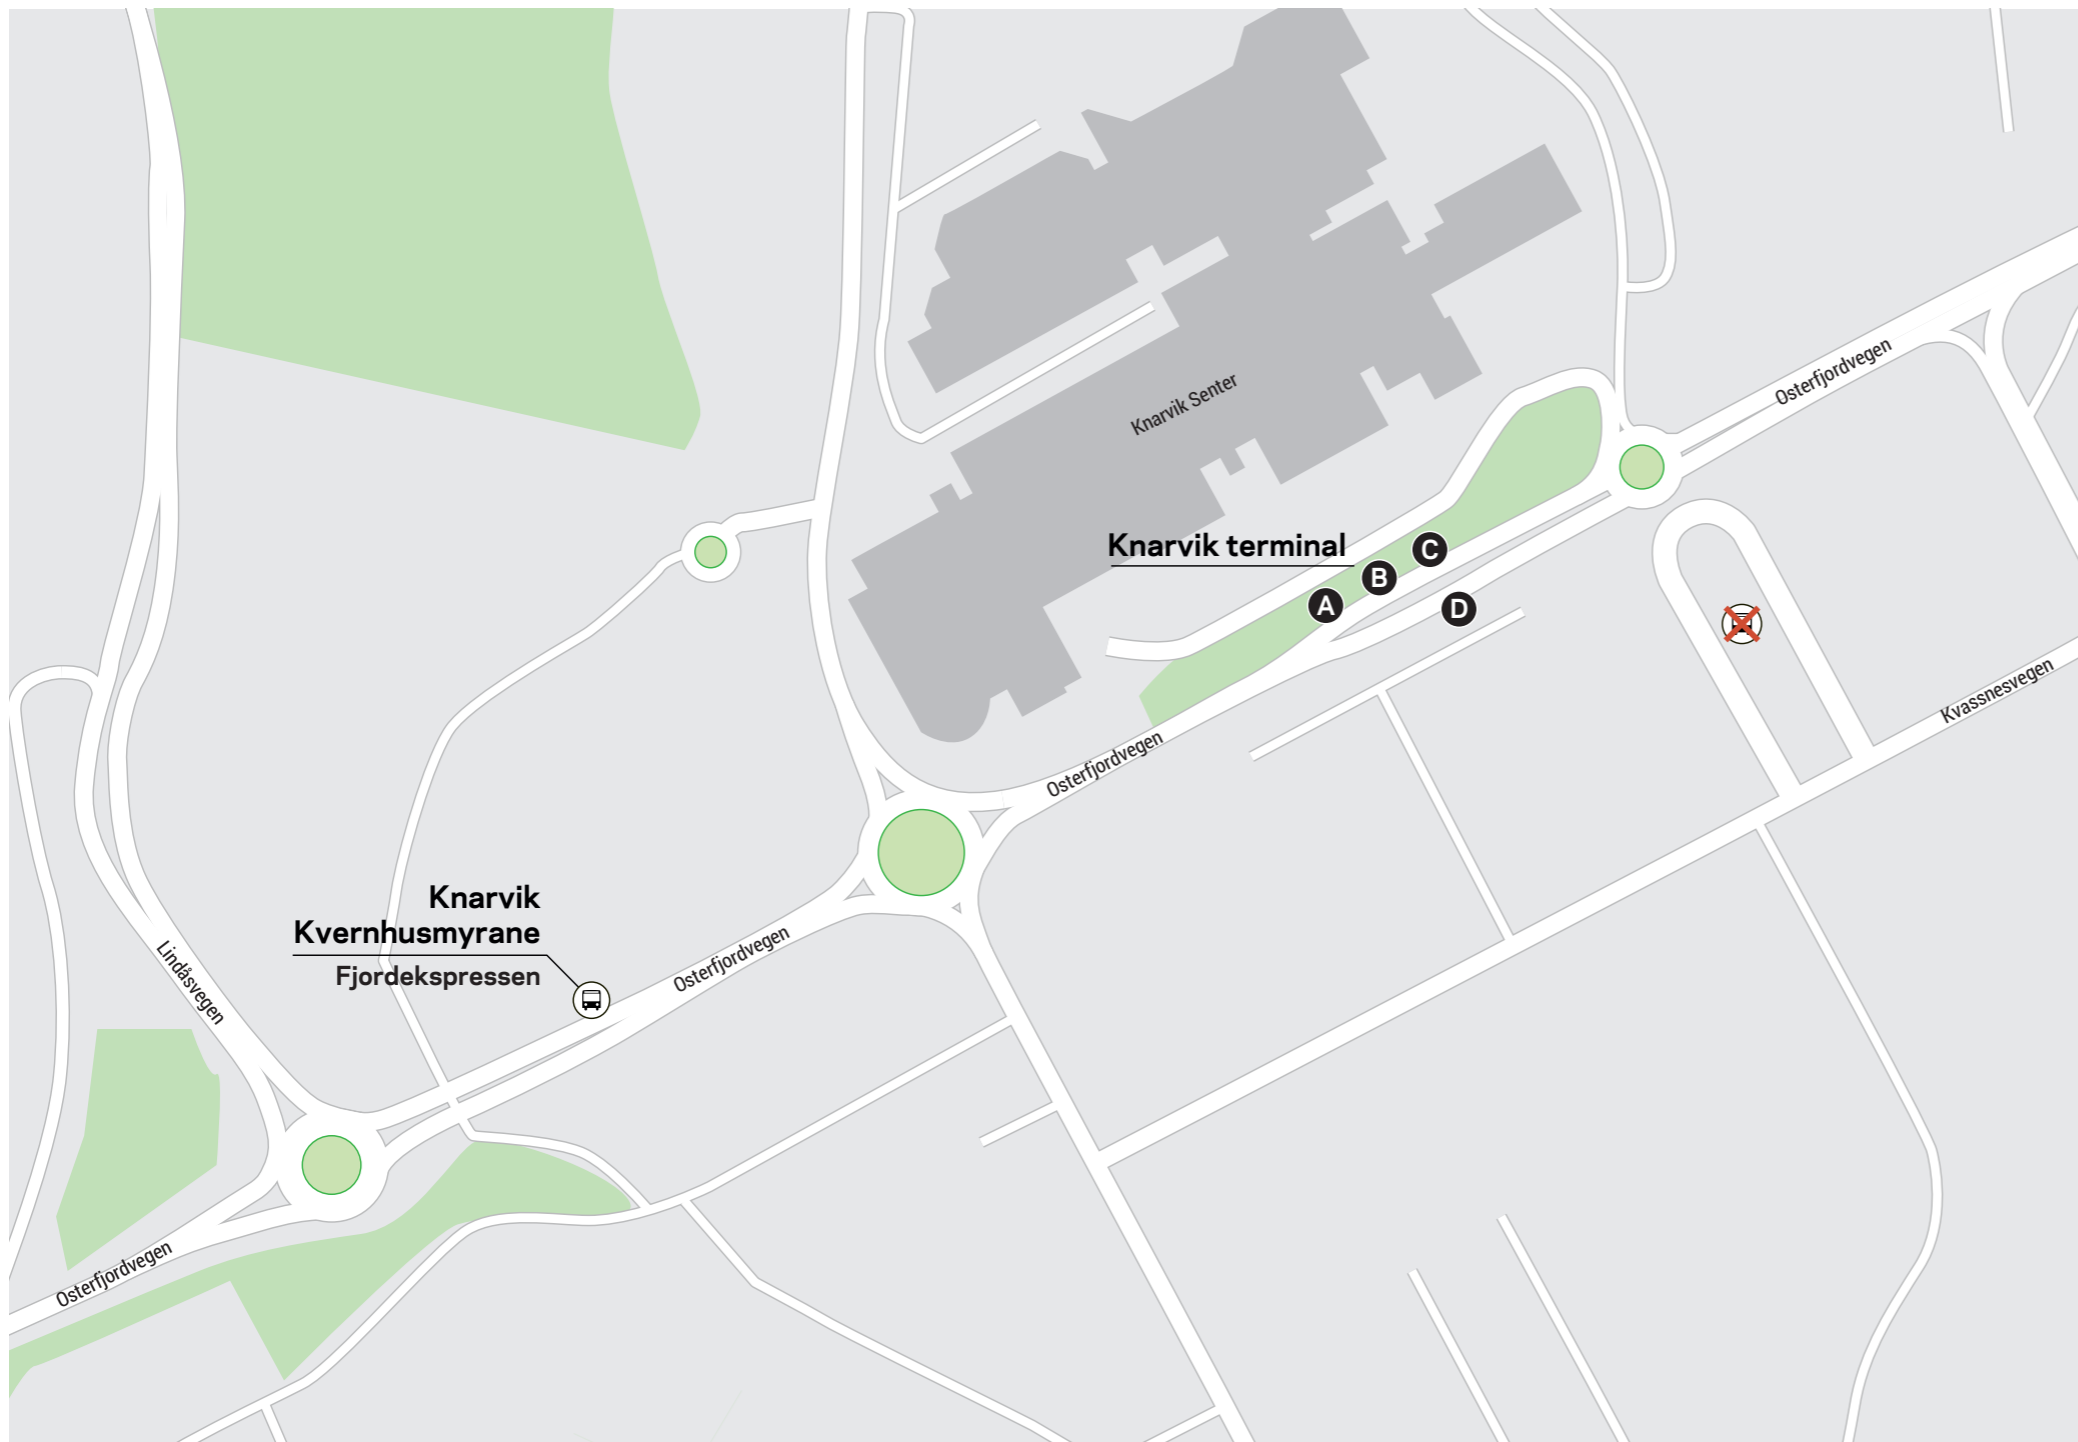 Osterfjordvegen
Knarvik Senter
Knarvik terminal
A
B
C
D
Kvassnesvegen
Osterfjordvegen
Knarvik
Kvernhusmyrane
Fjordekspressen
Osterfjordvegen
Lindåsvegen
Osterfjordvegen